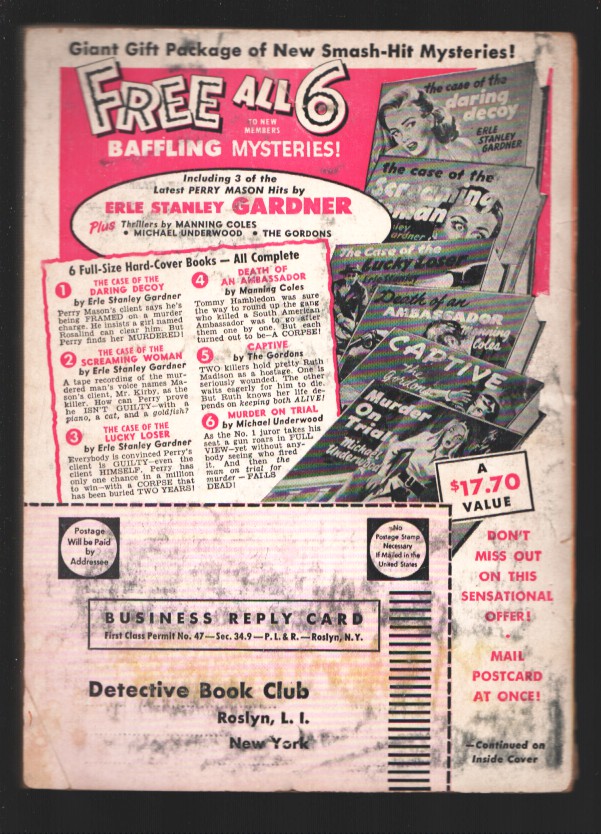 Giant Gift Package of New Smash-Hit Mysteries!
FREE ALL 6
TO NEW
MEMBERS
BAFFLING MYSTERIES!
Including 3 of the
Latest PERRY MASON Hits by
ERLE STANLEY GARDNER
Plus Thrillers by MANNING COLES
• MICHAEL UNDERWOOD • THE GORDONS
6 Full-Size Hard-Cover Books — All Complete
1 THE CASE OF THE
DARING DECOY
by Erle Stanley Gardner
Perry Mason's client says he's
being FRAMED on a murder
charge. He insists a girl named
Rosalind can clear him. But
Perry finds her MURDERED!
2 THE CASE OF THE
SCREAMING WOMAN
by Erle Stanley Gardner
A tape recording of the mur-
dered man's voice names Ma-
son's client, Mr. Kirby, as the
killer. How can Perry prove
he ISN'T GUILTY—with a
piano, a cat, and a goldfish?
3 THE CASE OF THE
LUCKY LOSER
by Erle Stanley Gardner
Everybody is convinced Perry's
client is GUILTY—even the
client HIMSELF. Perry has
only one chance in a million
to win—with a CORPSE that
has been buried TWO YEARS!
4 DEATH OF
AN AMBASSADOR
by Manning Coles
Tommy Hambledon was sure
the way to round up the gang
who killed a South American
Ambassador was to go after
them one by one. But each
turned out to be—A CORPSE!
5 CAPTIVE
by The Gordons
TWO killers hold pretty Ruth
Madison as a hostage. One is
seriously wounded. The other
waits eagerly for him to die.
But Ruth knows her life de-
pends on keeping both ALIVE!
6 MURDER ON TRIAL
by Michael Underwood
As the No. 1 juror takes his
seat a gun roars in FULL
VIEW—yet without any-
body seeing who fired
it. And then the
man on trial for
murder — FALLS
DEAD!
the case of the
daring
decoy
ERLE
STANLEY
GARDNER
the case of the
screaming
The Case of the
Lucky Loser
Death of an
AMBASSADOR
Manning
Coles
CAPTIVE
The
Gordons
Murder
On
Trial
Michael
Underwood
A
$17.70
VALUE
DON'T
MISS OUT
ON THIS
SENSATIONAL
OFFER!
•
MAIL
POSTCARD
AT ONCE!
—Continued on
Inside Cover
Postage
Will be Paid
by
Addressee
No
Postage Stamp
Necessary
If Mailed in the
United States
BUSINESS REPLY CARD
First Class Permit No. 47—Sec. 34.9—P. L. & R.—Roslyn, N. Y.
Detective Book Club
Roslyn, L. I.
New York